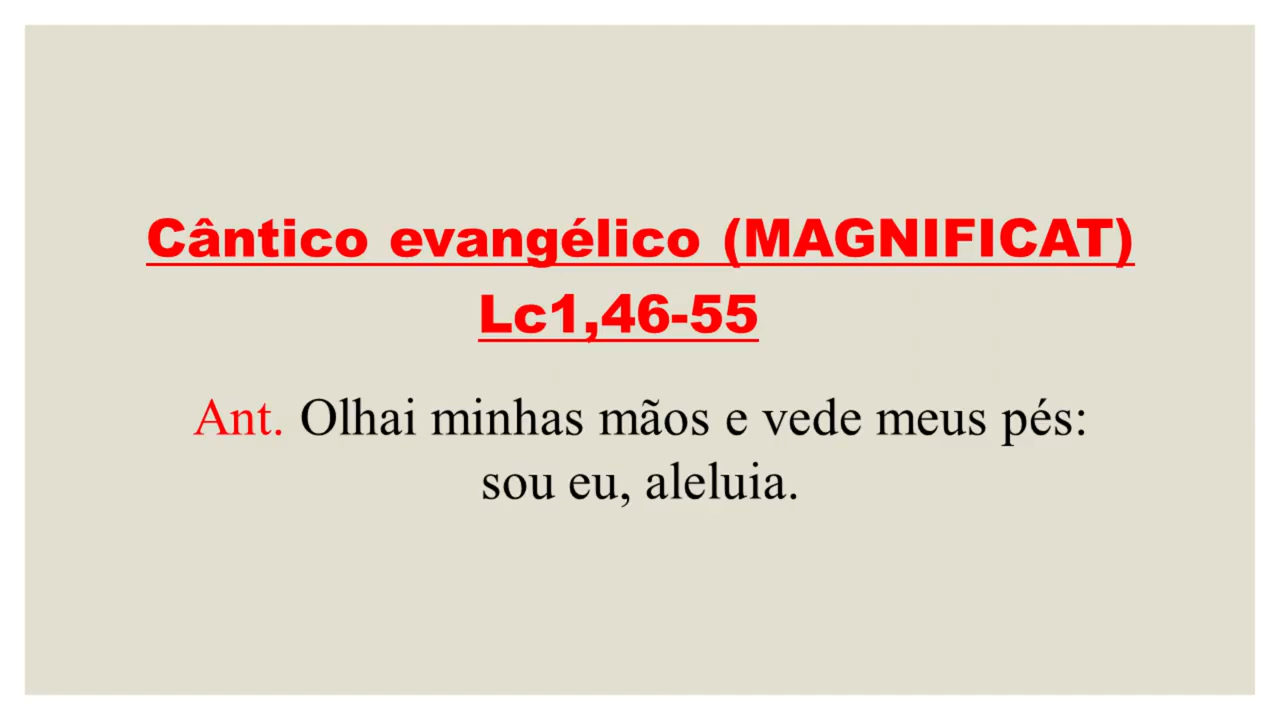 Cântico evangélico (MAGNIFICAT)
Lc1,46-55
Ant. Olhai minhas mãos e vede meus pés:
sou eu, aleluia.